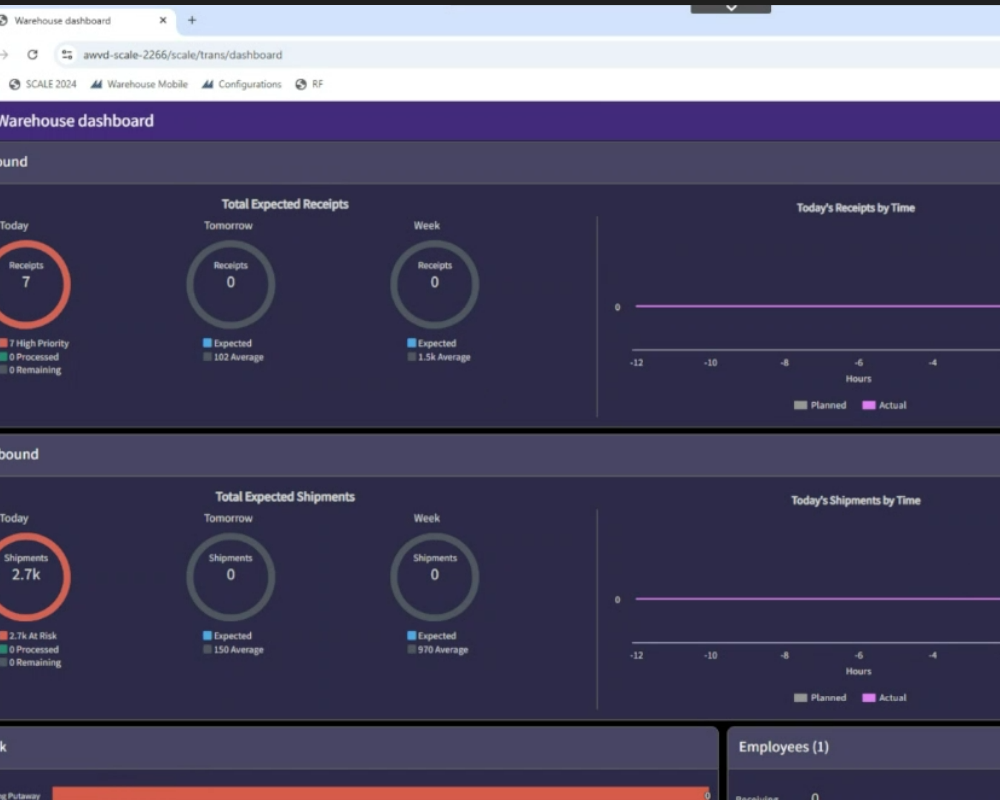 Warehouse dashboard
awvd-scale-2266/scale/trans/dashboard
SCALE 2024 Warehouse Mobile Configurations RF
Warehouse dashboard
ound
Total Expected Receipts
Today's Receipts by Time
Today Tomorrow Week
Receipts Receipts Receipts
7 0 0
0
7 High Priority Expected Expected
0 Processed 102 Average 1.5k Average
0 Remaining
-12 -10 -8 -6 -4
Hours
Planned Actual
bound
Total Expected Shipments
Today's Shipments by Time
Today Tomorrow Week
Shipments Shipments Shipments
2.7k 0 0
0
2.7k At Risk Expected Expected
0 Processed 150 Average 970 Average
0 Remaining
-12 -10 -8 -6 -4
Hours
Planned Actual
k
Employees (1)
ng Putaway 0
Receiving 0